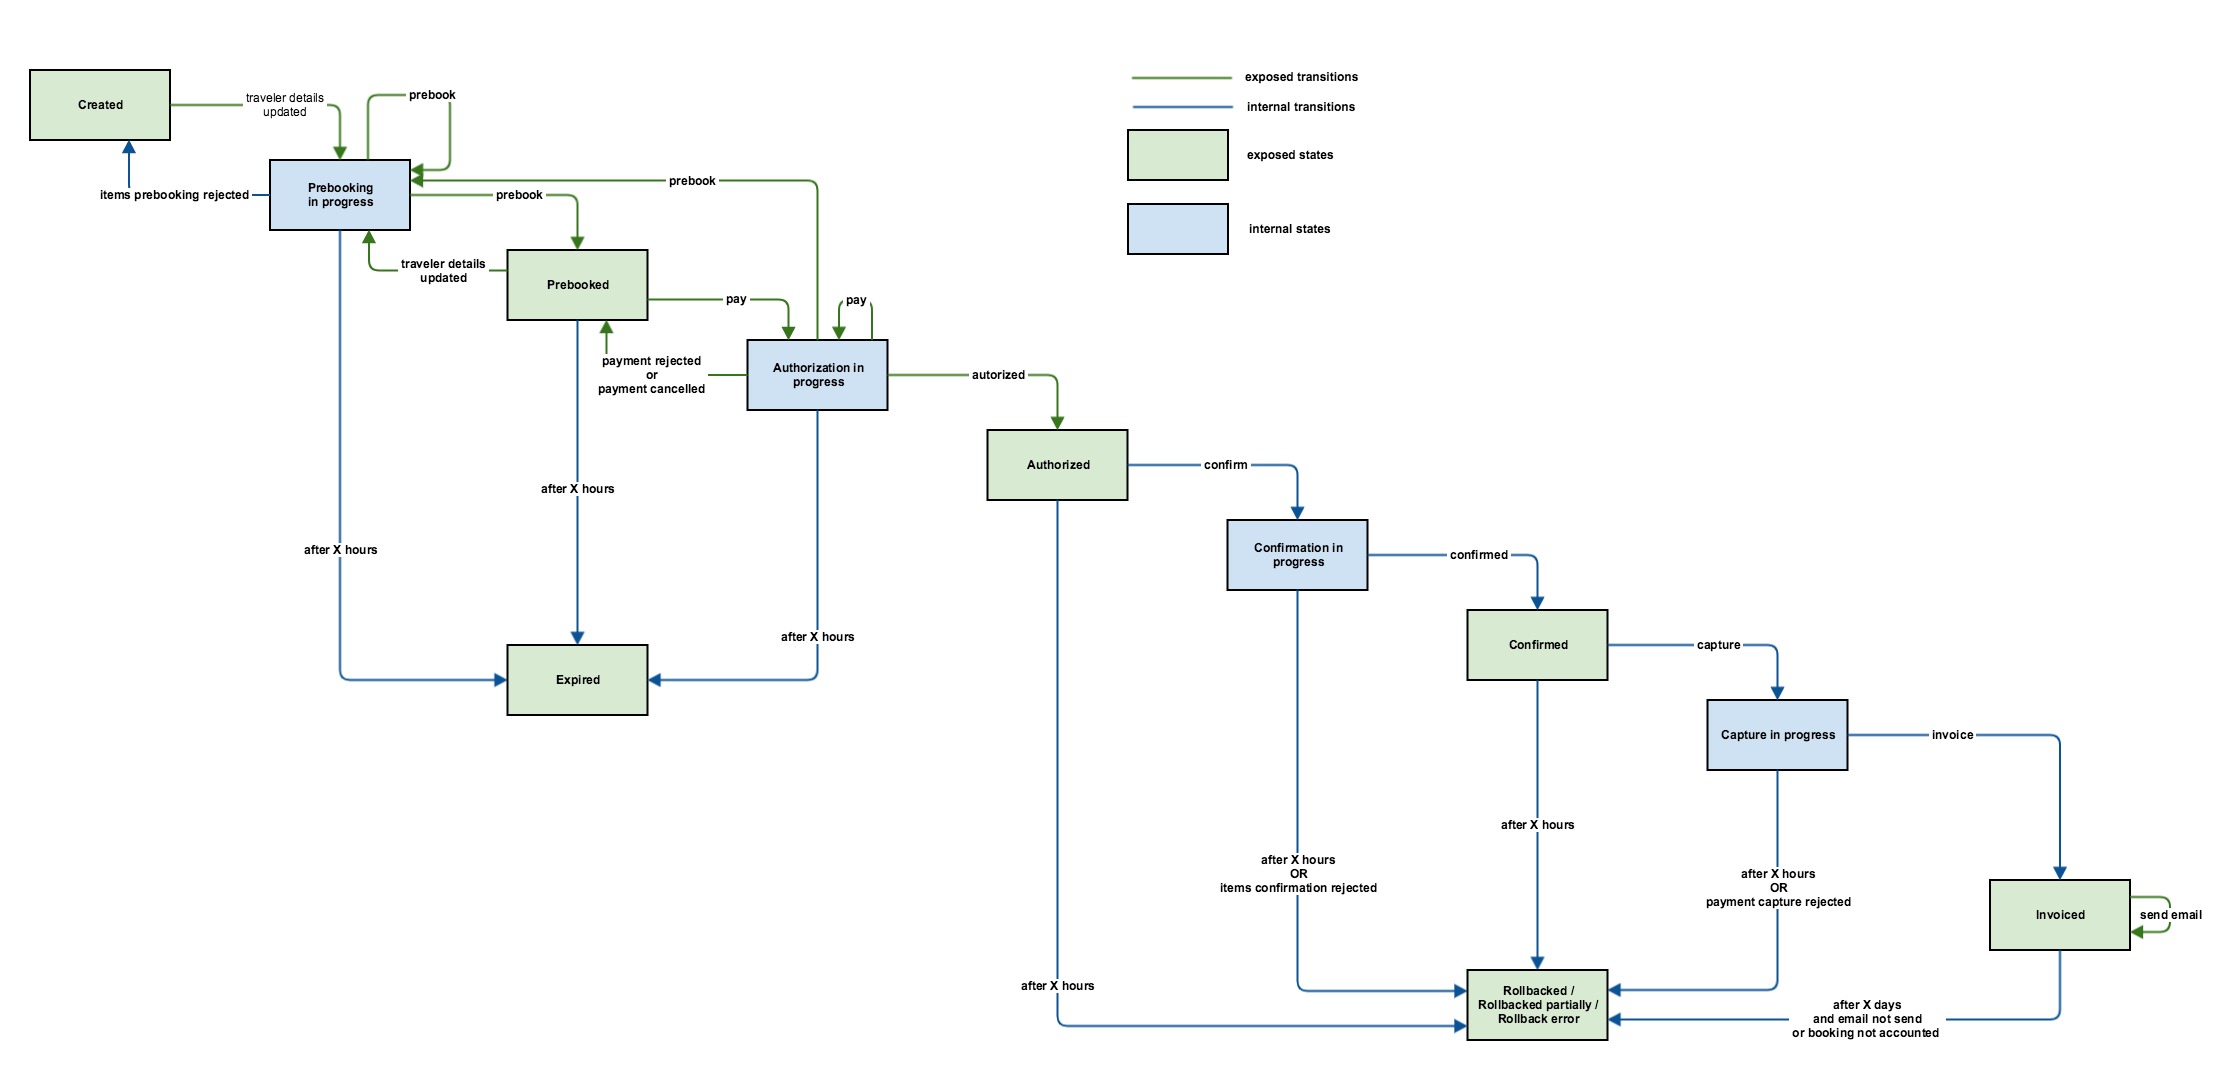 Created
traveler details
updated
prebook
exposed transitions
internal transitions
exposed states
internal states
items prebooking rejected
Prebooking
in progress
prebook
prebook
traveler details
updated
Prebooked
pay
pay
payment rejected
or
payment cancelled
Authorization in
progress
autorized
Authorized
confirm
after X hours
after X hours
after X hours
Confirmation in
progress
confirmed
Expired
Confirmed
capture
Capture in progress
invoice
after X hours
after X hours
OR
items confirmation rejected
after X hours
OR
payment capture rejected
Invoiced
send email
after X hours
Rollbacked /
Rollbacked partially /
Rollback error
after X days
and email not send
or booking not accounted